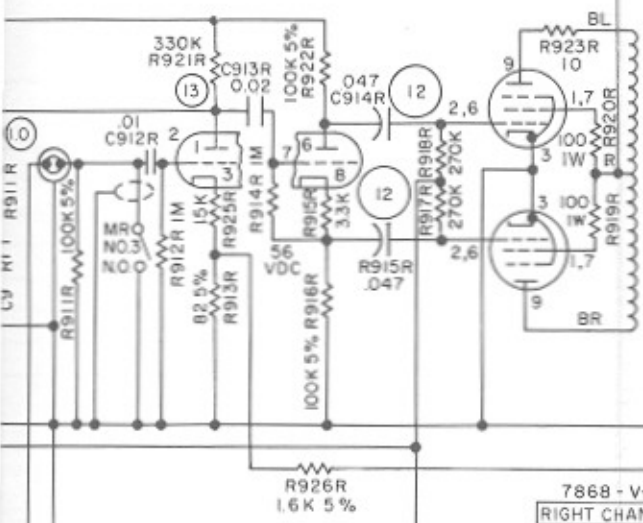 330K
R921R
C913R
0.02
100K 5%
R922R
.047
C914R
12
9
BL
R923R
10
R920R
13
1.0
.01
C912R
2
1
3
1M
R914R
7
6
8
2,6
1,7
3
100
1W
R
R918R
270K
R917R
270K
12
R911R
100K 5%
R911R
MRO
NO.3
N.O.
R912R 1M
15K
R925R
R915R
3.3K
56
VDC
R915R
.047
2,6
3
1,7
9
100
1W
R919R
82 5%
R913R
100K 5% R916R
BR
R926R
1.6K 5%
7868 - V
RIGHT CHAN